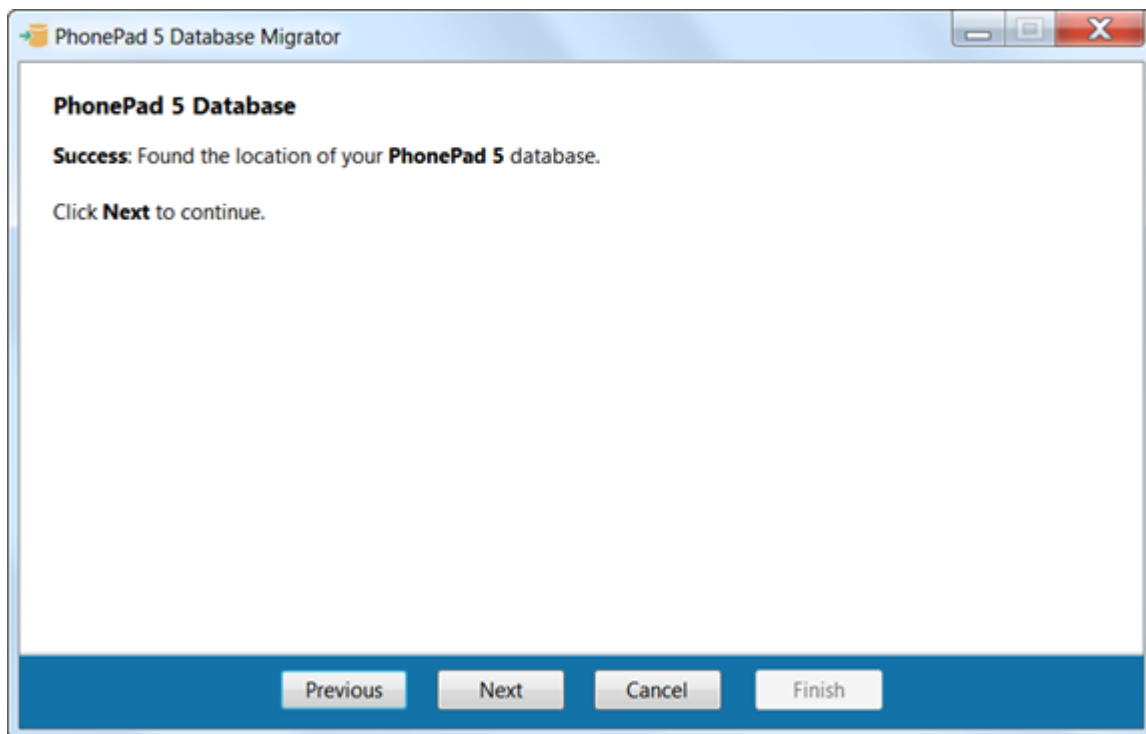 PhonePad 5 Database Migrator
PhonePad 5 Database
Success: Found the location of your PhonePad 5 database.
Click Next to continue.
Previous Next Cancel Finish